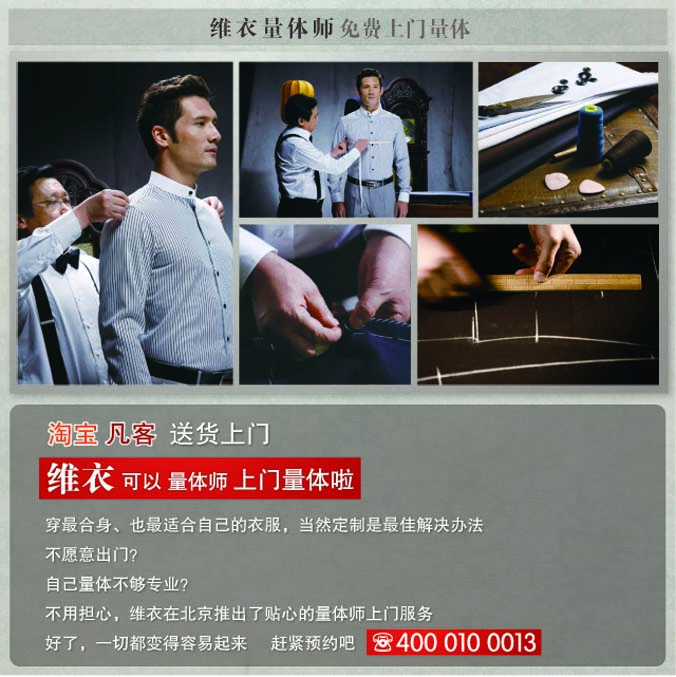 维衣量体师 免费上门量体
淘宝 凡客 送货上门
维衣 可以 量体师 上门量体啦
穿最合身、也最适合自己的衣服，当然定制是最佳解决办法
不愿意出门？
自己量体不够专业？
不用担心，维衣在北京推出了贴心的量体师上门服务
好了，一切都变得容易起来 赶紧预约吧 ☏400 010 0013